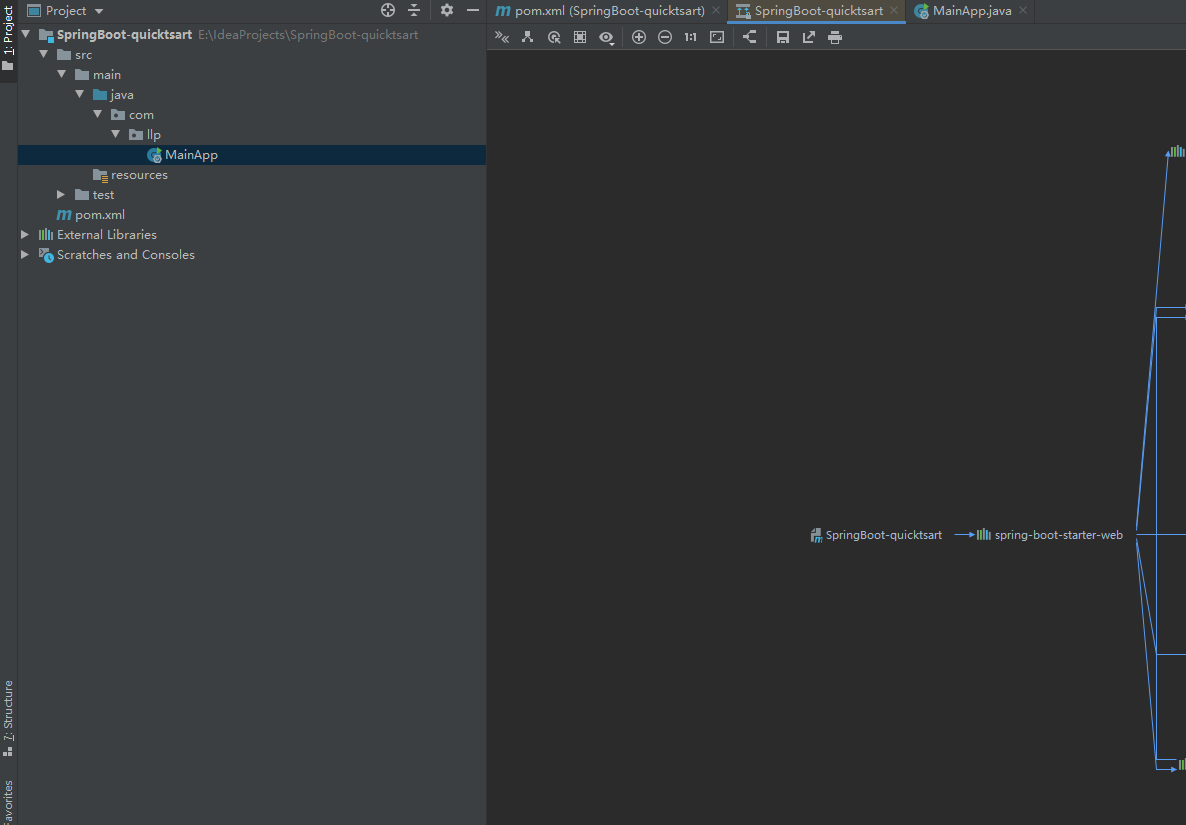 1: Project
Project
SpringBoot-quicktsart E:\IdeaProjects\SpringBoot-quicktsart
src
main
java
com
llp
MainApp
resources
test
pom.xml
External Libraries
Scratches and Consoles
7: Structure
Favorites
pom.xml (SpringBoot-quicktsart)
SpringBoot-quicktsart
MainApp.java
1:1
SpringBoot-quicktsart
spring-boot-starter-web